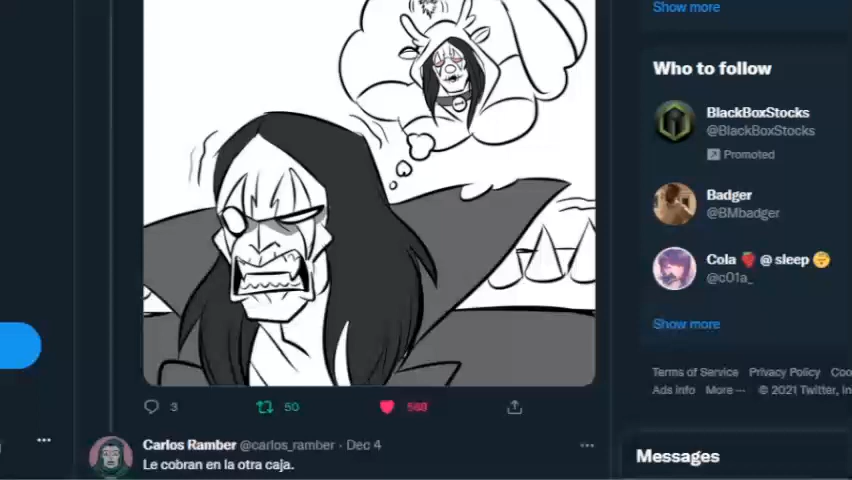 Show more
Who to follow
BlackBoxStocks
@BlackBoxStocks
Promoted
Badger
@BMbadger
Cola 🍓 @ sleep 😇
@c01a_
Show more
Terms of Service Privacy Policy Coo
Ads info More ··· © 2021 Twitter, In
3 50 560
Carlos Ramber @carlos_ramber · Dec 4
Le cobran en la otra caja.
Messages